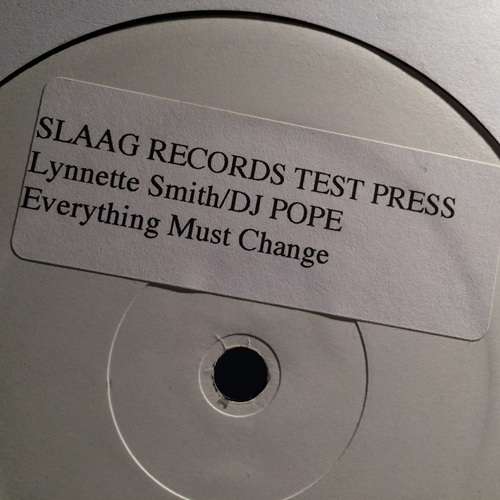 SLAAG RECORDS TEST PRESS
Lynnette Smith/DJ POPE
Everything Must Change